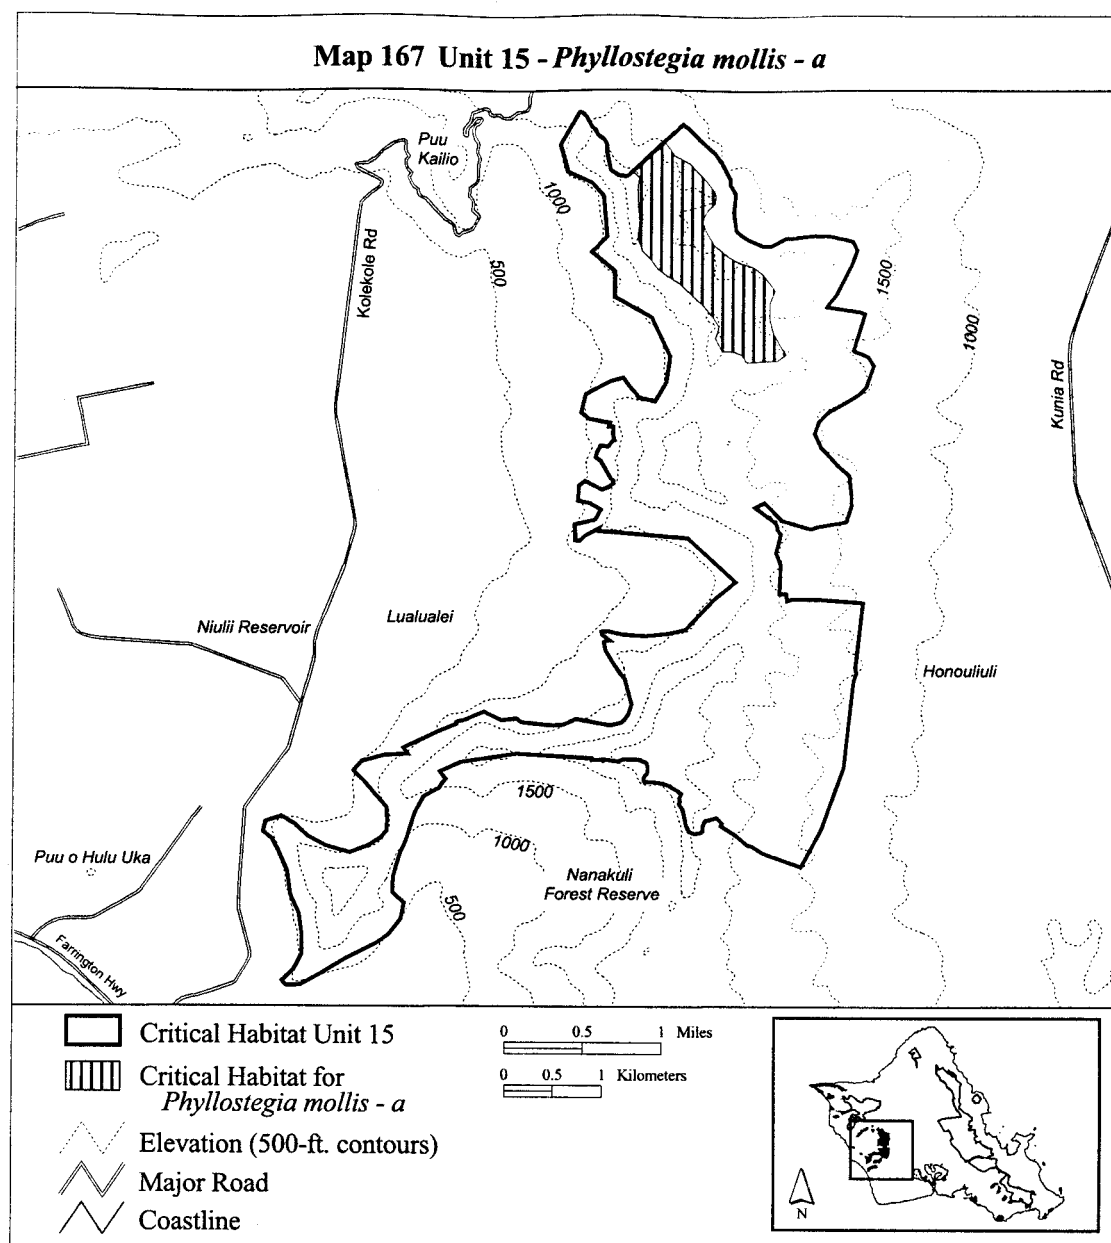 Map 167 Unit 15 - Phyllostegia mollis - a
Puu
Kailio
1000
500
Kolekole Rd
1500
1000
Kunia Rd
Niulii Reservoir
Lualualei
Honouliuli
1500
1000
500
Puu o Hulu Uka
Nanakuli
Forest Reserve
Farrington Hwy
Critical Habitat Unit 15
Critical Habitat for
Phyllostegia mollis - a
Elevation (500-ft. contours)
Major Road
Coastline
0 0.5 1 Miles
0 0.5 1 Kilometers
N